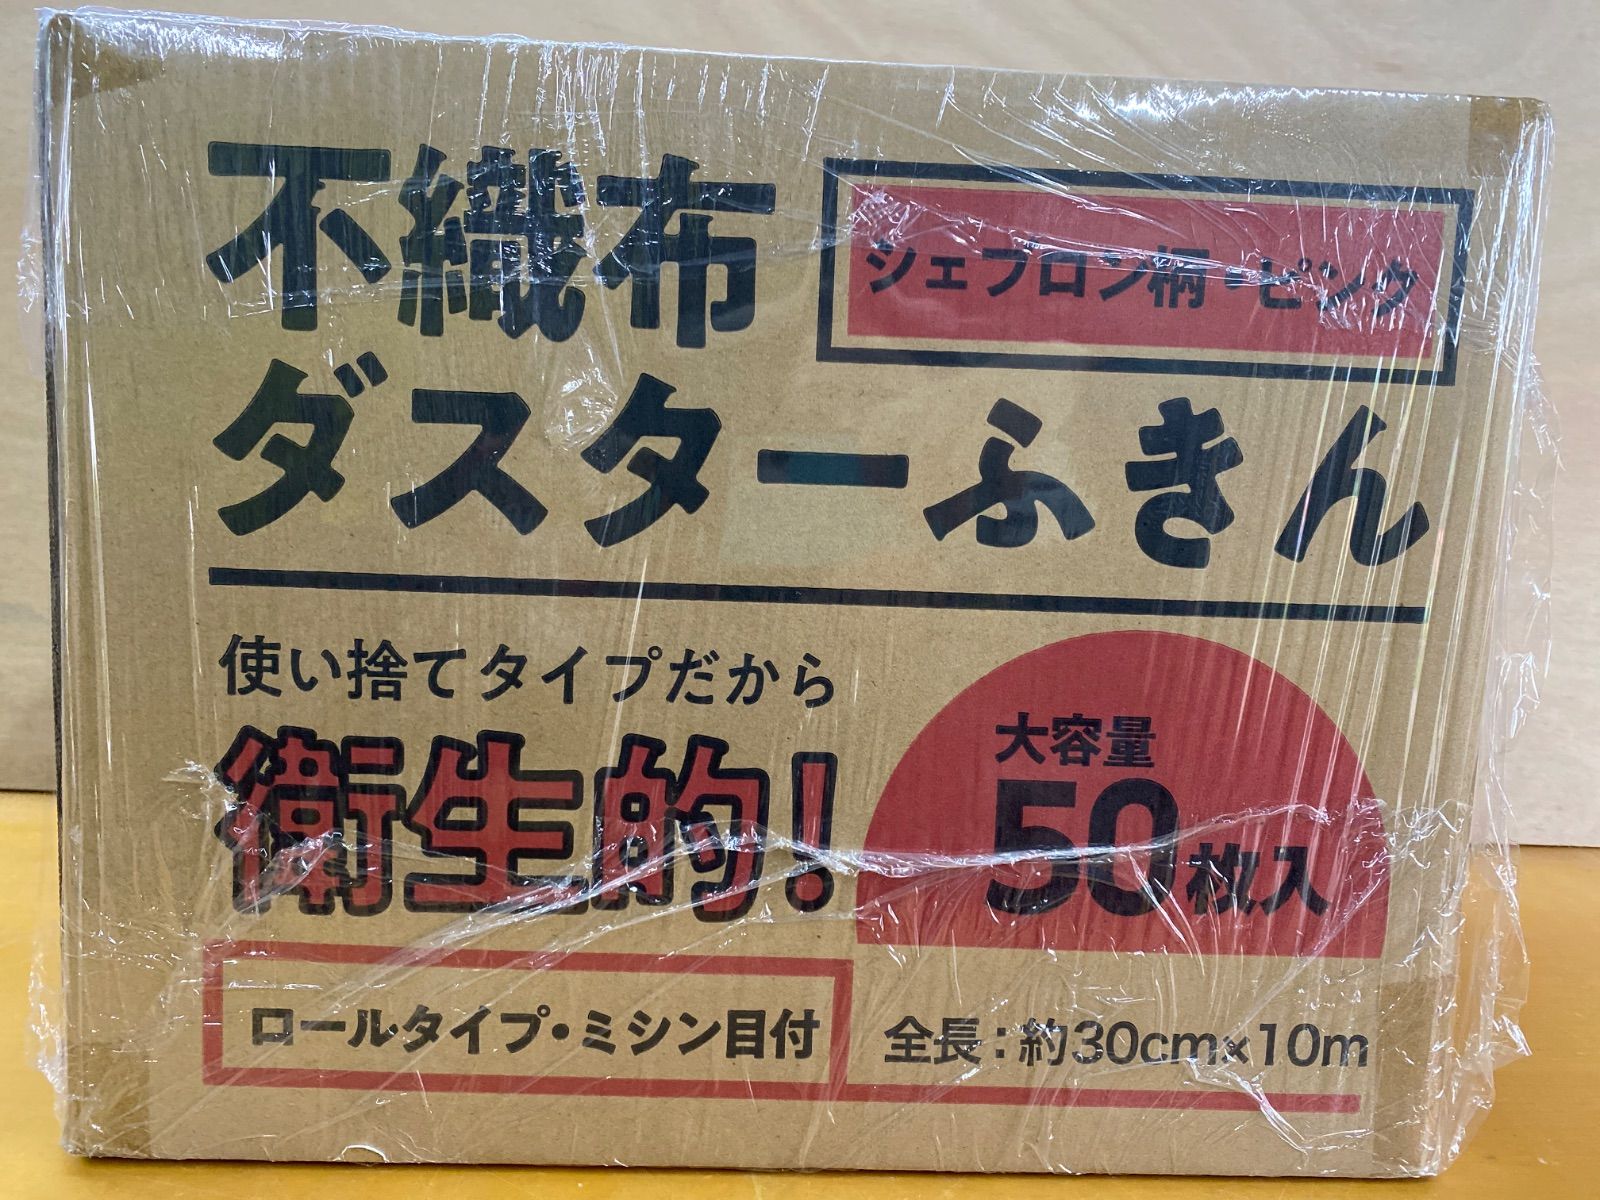 不織布
シェブロン柄・ピンク
ダスターふきん
使い捨てタイプだから
衛生的!
大容量
50枚入
ロールタイプ・ミシン目付
全長:約30cm×10m